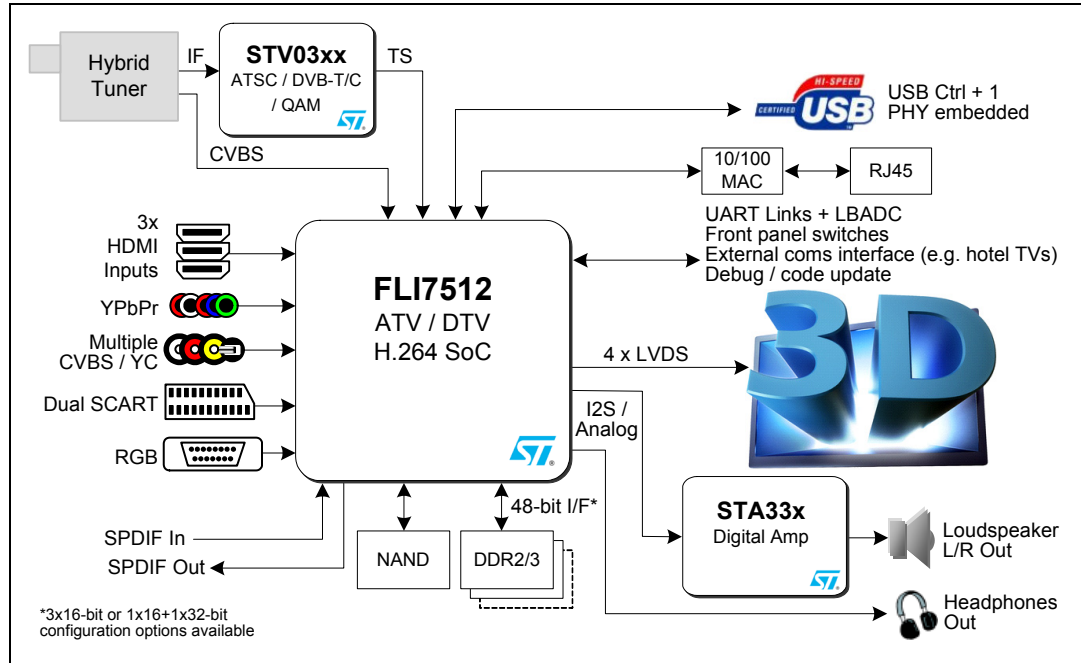 Hybrid
Tuner
IF
STV03xx
ATSC / DVB-T/C
/ QAM
ST
TS
CVBS
HI-SPEED
CERTIFIED
USB
USB Ctrl + 1
PHY embedded
10/100
MAC
RJ45
UART Links + LBADC
Front panel switches
External coms interface (e.g. hotel TVs)
Debug / code update
3x
HDMI
Inputs
YPbPr
Multiple
CVBS / YC
Dual SCART
RGB
FLI7512
ATV / DTV
H.264 SoC
ST
4 x LVDS
3D
I2S /
Analog
48-bit I/F*
SPDIF In
SPDIF Out
NAND
DDR2/3
STA33x
Digital Amp
ST
Loudspeaker
L/R Out
Headphones
Out
*3x16-bit or 1x16+1x32-bit
configuration options available